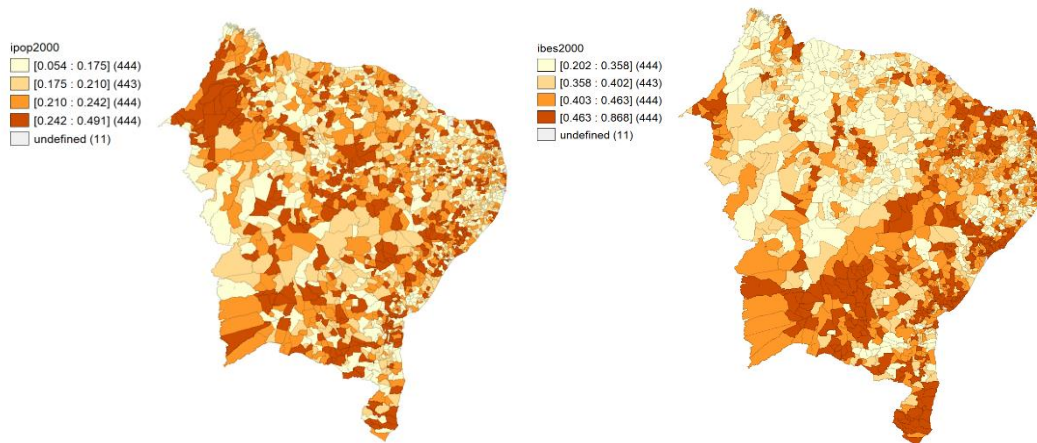 ipop2000
[0.054 : 0.175] (444)
[0.175 : 0.210] (443)
[0.210 : 0.242] (444)
[0.242 : 0.491] (444)
undefined (11)
ibes2000
[0.202 : 0.358] (444)
[0.358 : 0.402] (443)
[0.403 : 0.463] (444)
[0.463 : 0.868] (444)
undefined (11)